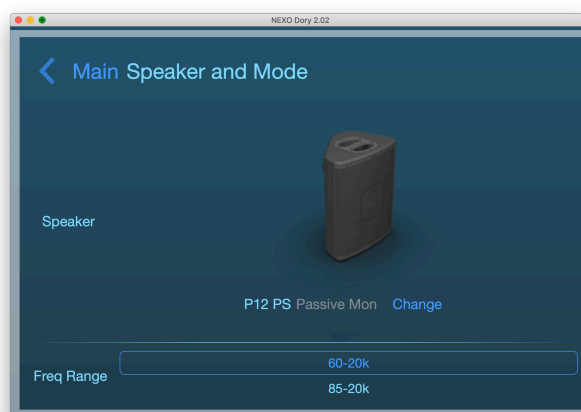 NEXO Dory 2.02
Main Speaker and Mode
Speaker
P12 PS Passive Mon Change
Freq Range
60-20k
85-20k